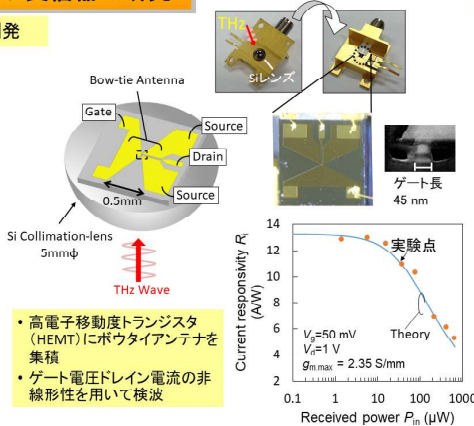 発
THz
Siレンズ
Bow-tie Antenna
Gate
Source
Drain
Source
0.5mm
Si Collimation-lens
5mmφ
THz Wave
ゲート長
45 nm
・高電子移動度トランジスタ
(HEMT)にボウタイアンテナを
集積
・ゲート電圧ドレイン電流の非
線形性を用いて検波
Current responsivity Ri
(A/W)
14
12
10
8
6
4
2
実験点
Theory
Vg=50 mV
Vd=1 V
gm.max = 2.35 S/mm
0.1 1 10 100 1000
Received power Pin (μW)